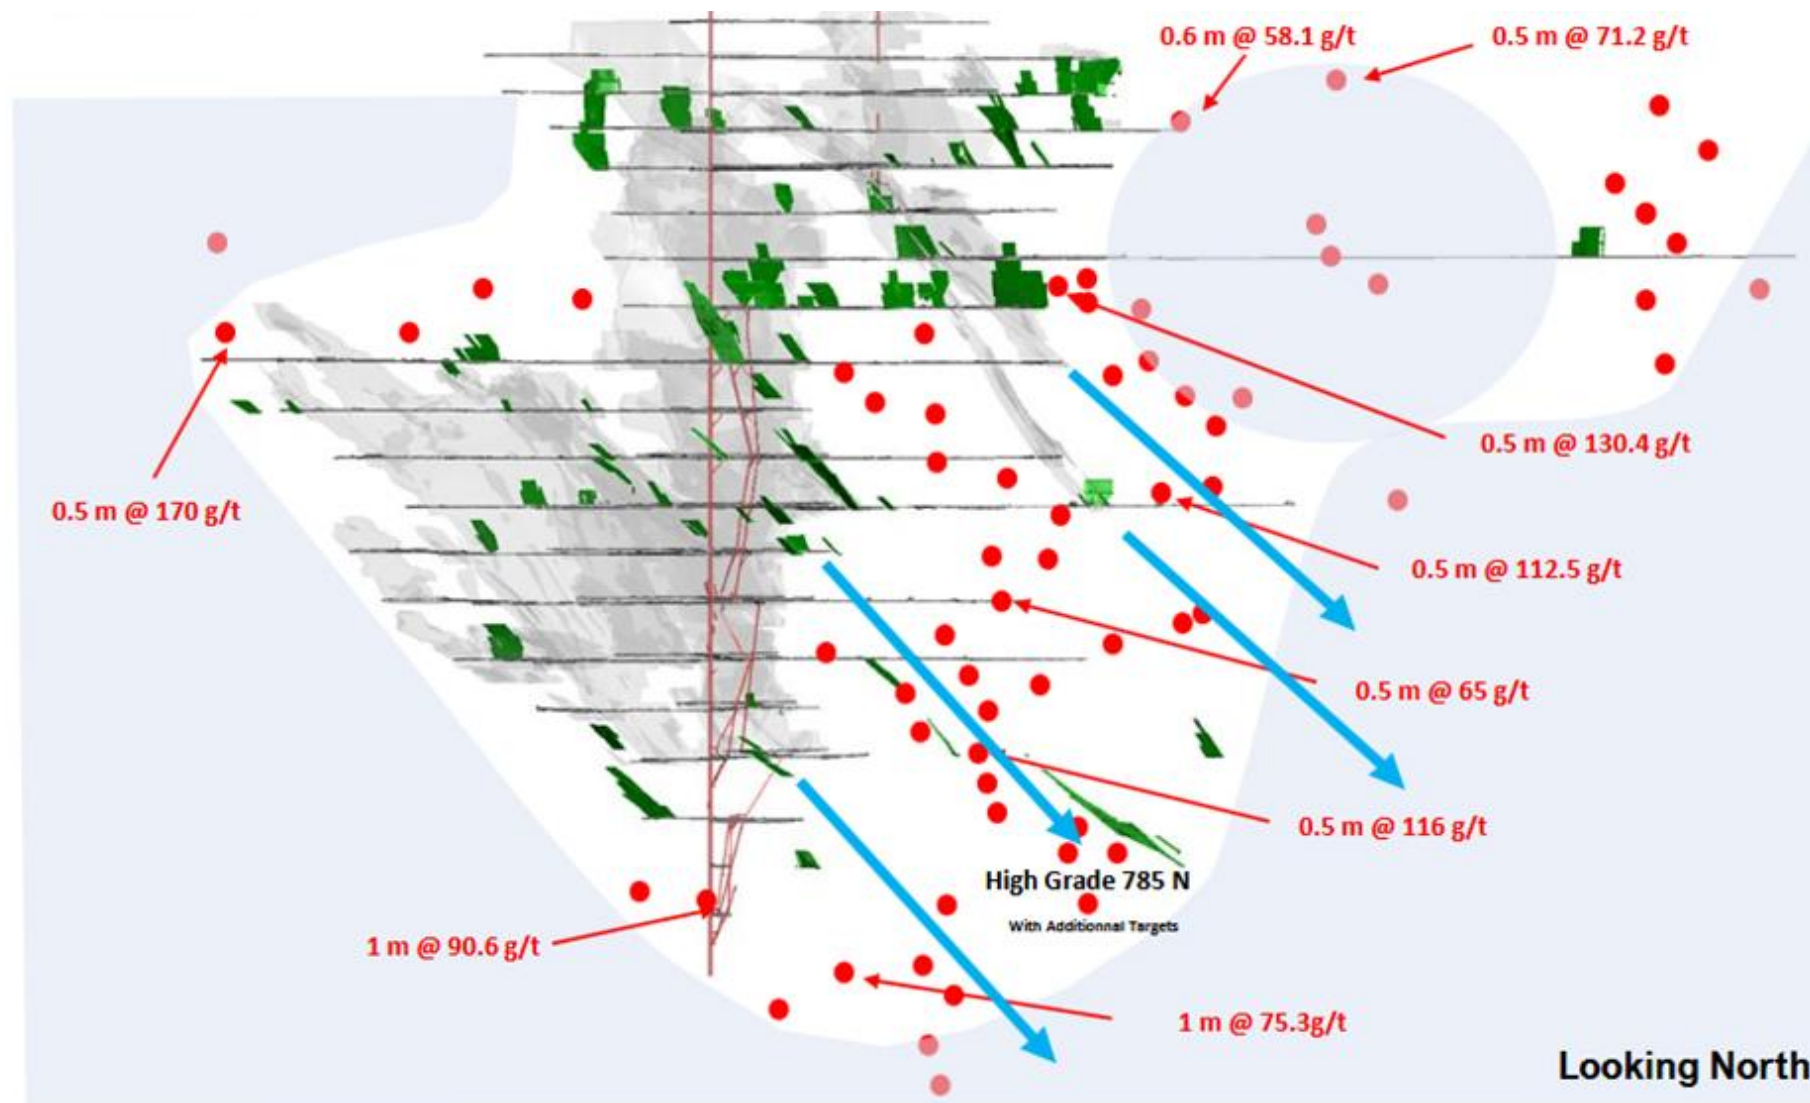 0.6 m @ 58.1 g/t
0.5 m @ 71.2 g/t
0.5 m @ 130.4 g/t
0.5 m @ 170 g/t
0.5 m @ 112.5 g/t
0.5 m @ 65 g/t
0.5 m @ 116 g/t
High Grade 785 N
With Additionnal Targets
1 m @ 90.6 g/t
1 m @ 75.3g/t
Looking North